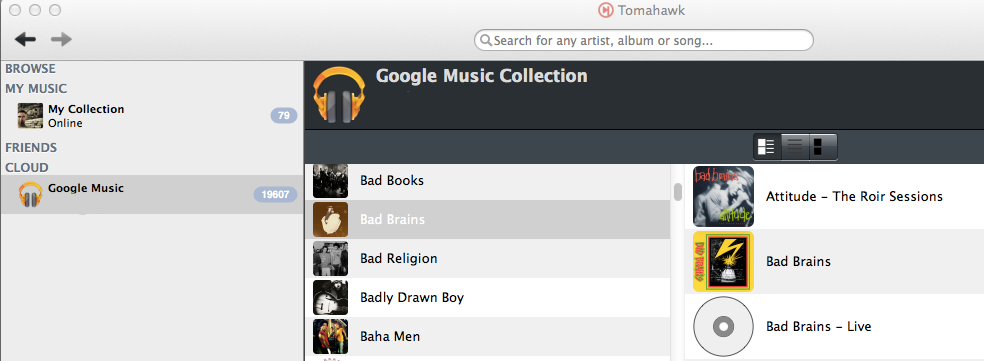 Tomahawk
Search for any artist, album or song...
BROWSE
MY MUSIC
My Collection
Online
79
FRIENDS
CLOUD
Google Music
19607
Google Music Collection
Bad Books
Bad Brains
Bad Religion
Badly Drawn Boy
Baha Men
bad brains
attitude
Attitude – The Roir Sessions
BAD BRAINS
Bad Brains
Bad Brains – Live